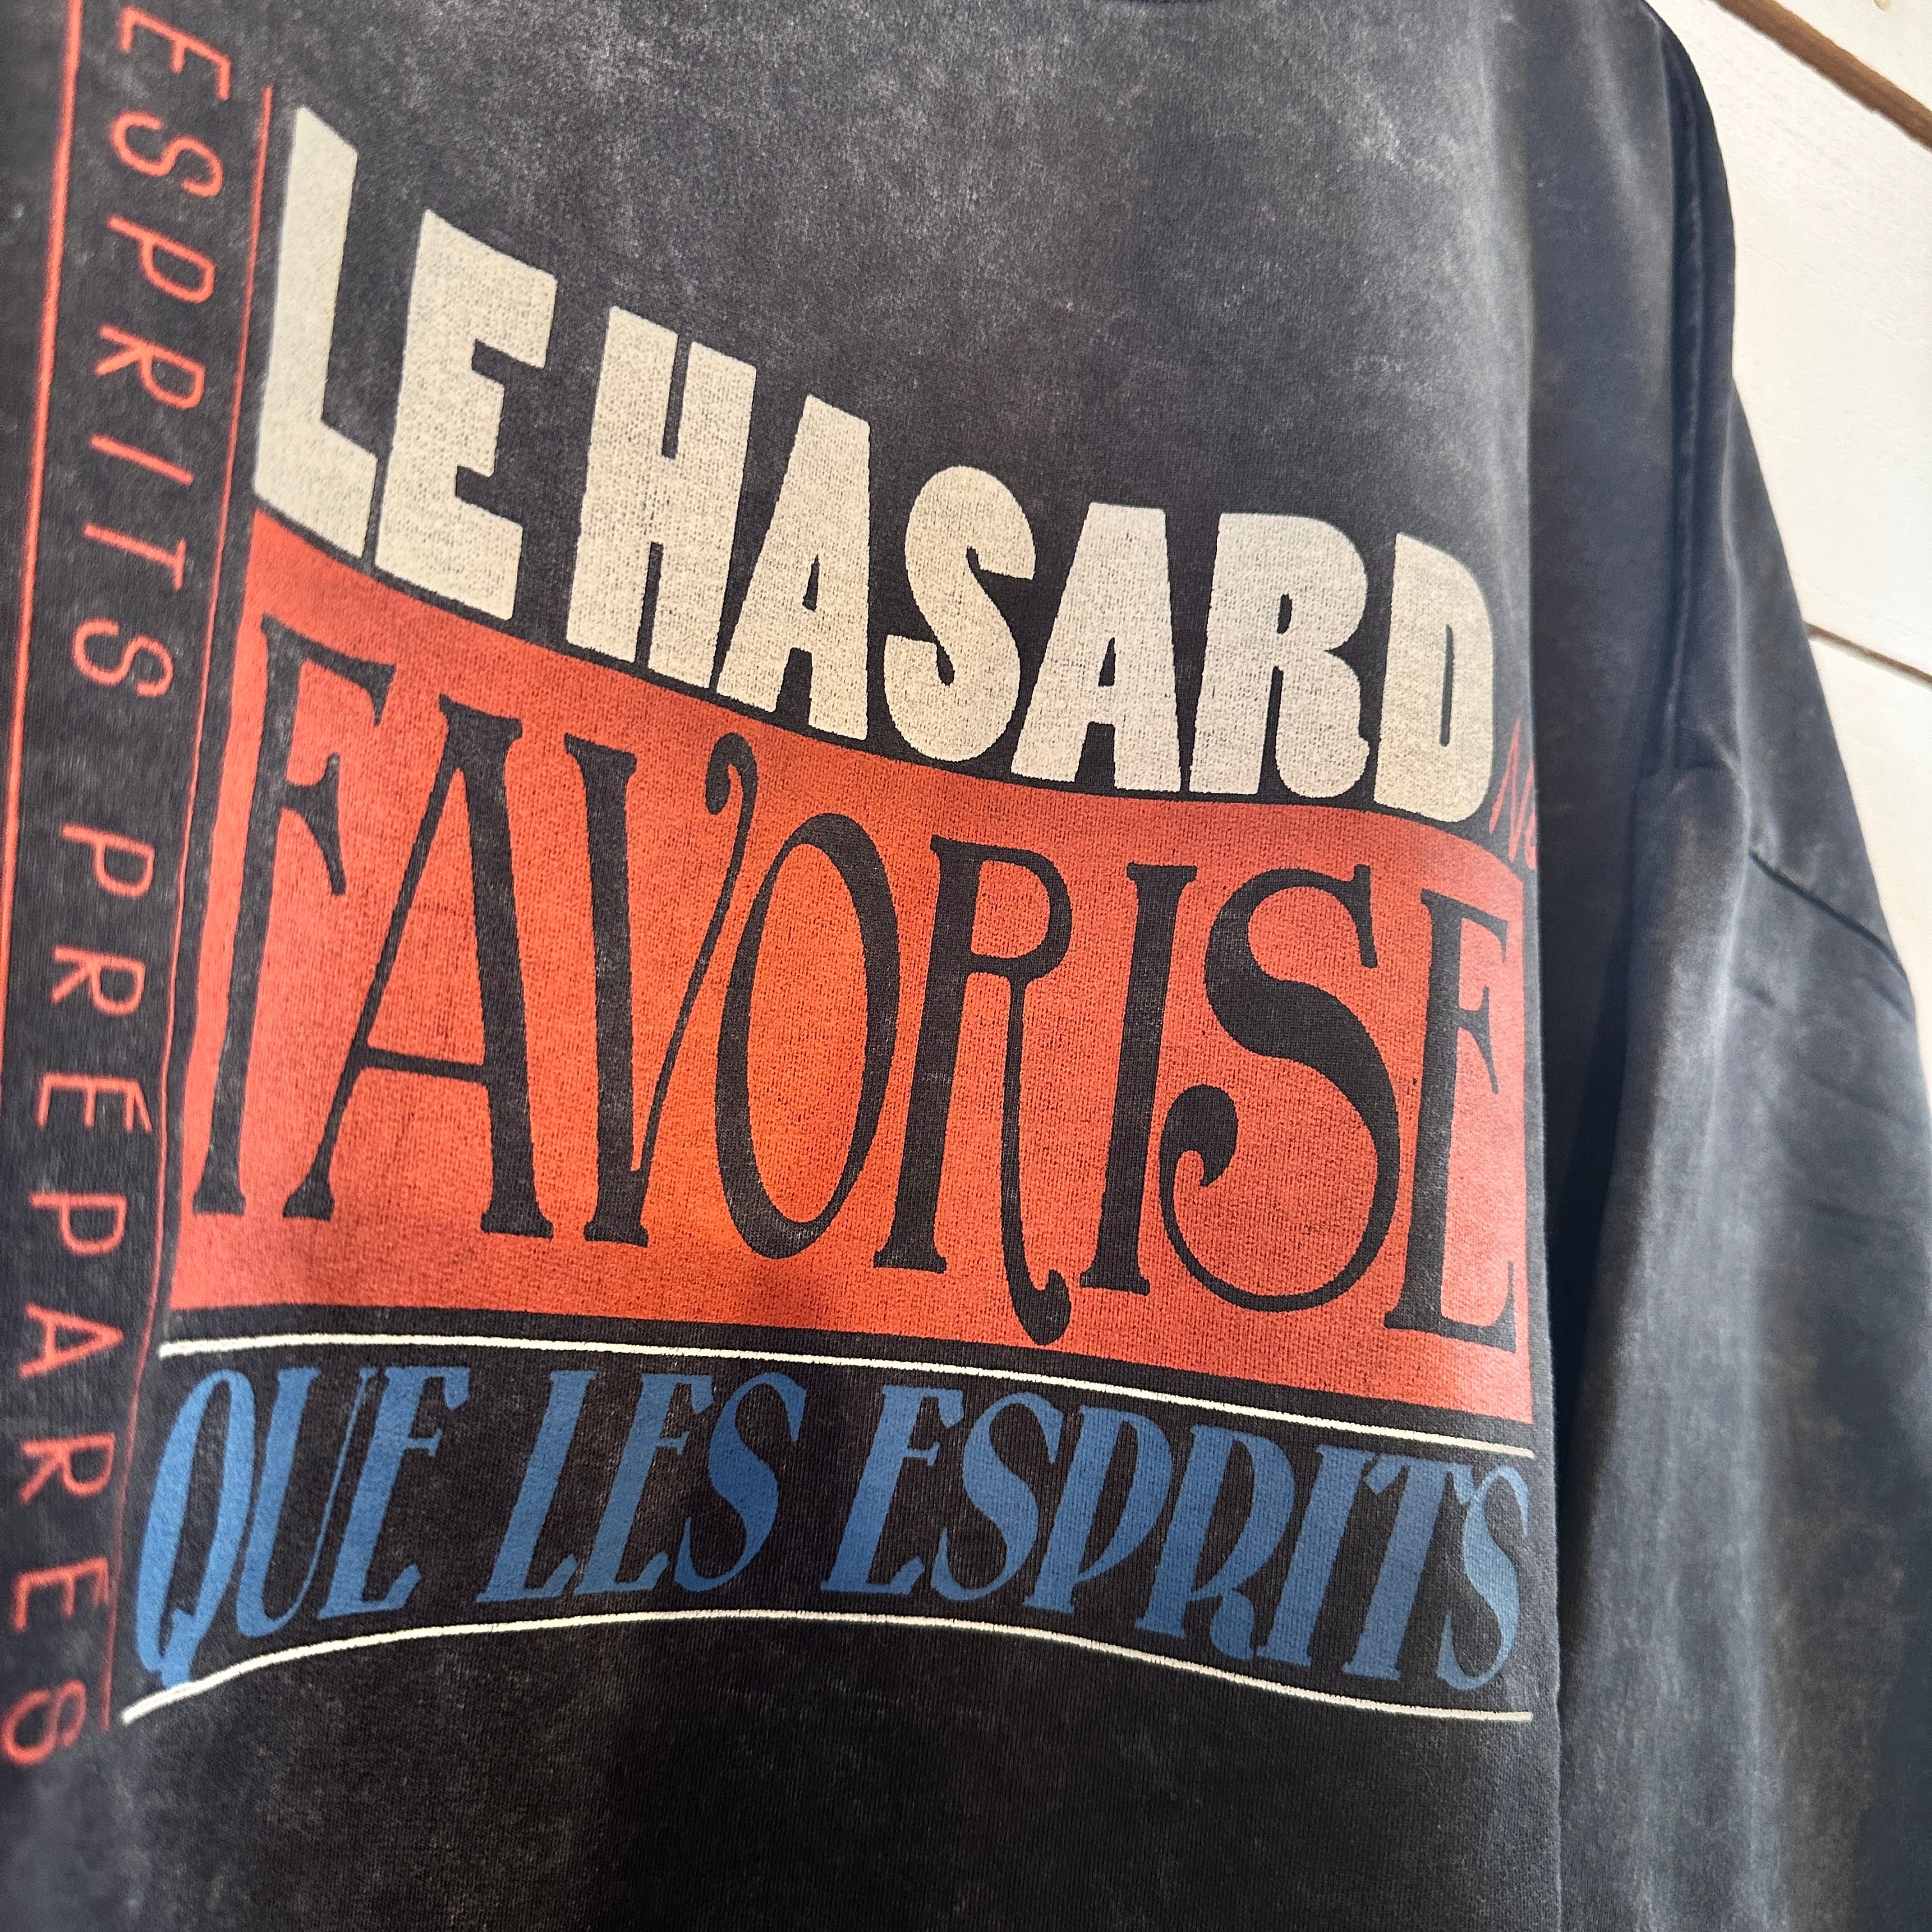 ESPRITS PRÉPARÉS
LE HASARD
FAVORISE
QUE LES ESPRITS